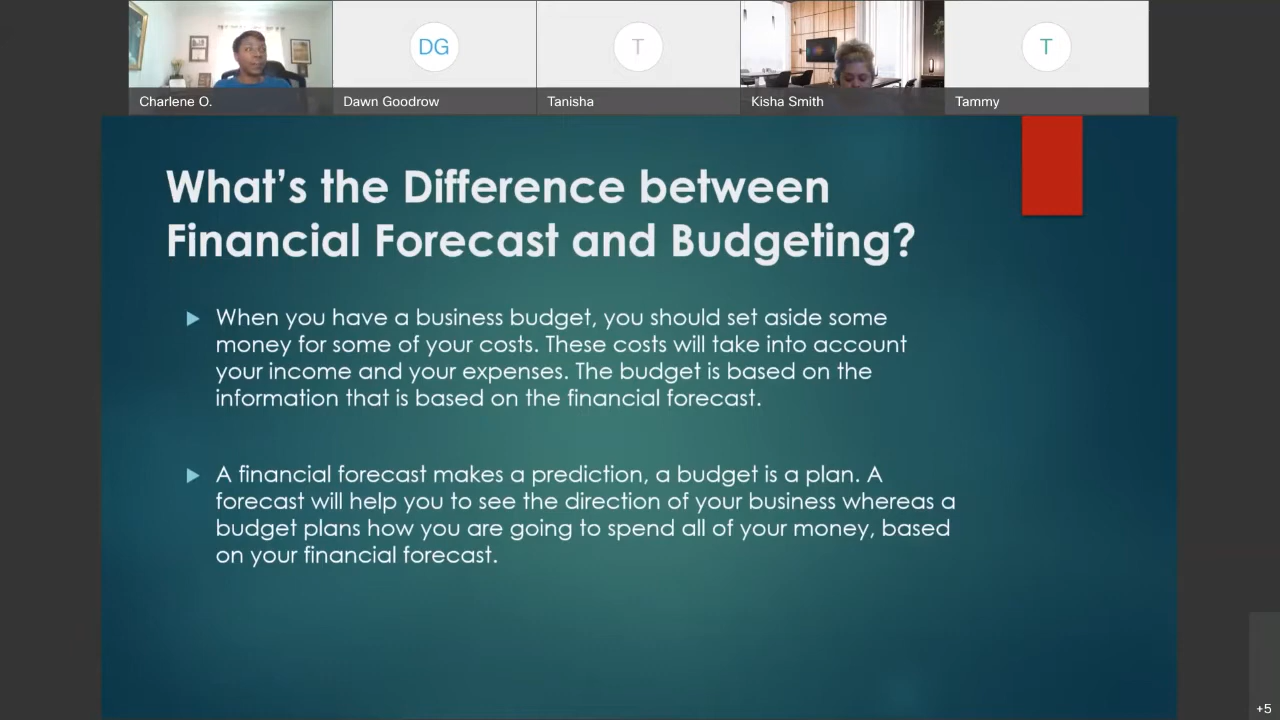 DG
T
T
Charlene O.
Dawn Goodrow
Tanisha
Kisha Smith
Tammy
What's the Difference between
Financial Forecast and Budgeting?
When you have a business budget, you should set aside some
money for some of your costs. These costs will take into account
your income and your expenses. The budget is based on the
information that is based on the financial forecast.
A financial forecast makes a prediction, a budget is a plan. A
forecast will help you to see the direction of your business whereas a
budget plans how you are going to spend all of your money, based
on your financial forecast.
+5